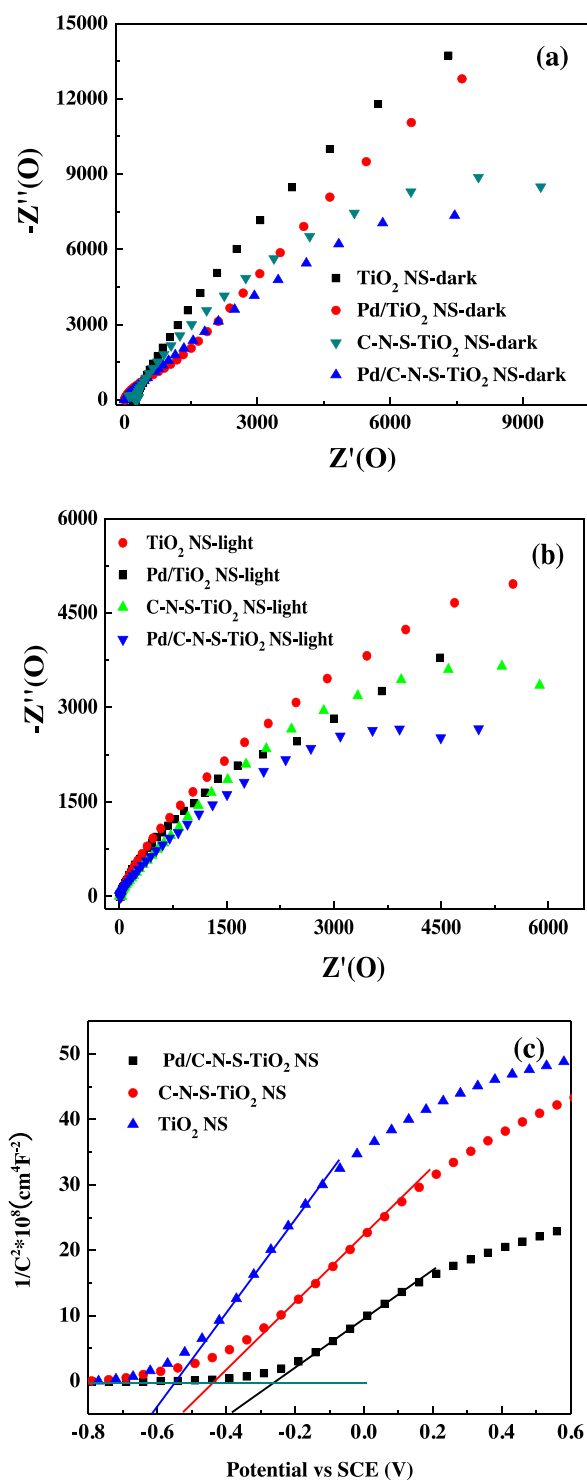 15000
(a)
12000
9000
6000
3000
0
-Z''(O)
TiO₂ NS-dark
Pd/TiO₂ NS-dark
C-N-S-TiO₂ NS-dark
Pd/C-N-S-TiO₂ NS-dark
0 3000 6000 9000
Z'(O)
6000
(b)
4500
3000
1500
0
-Z''(O)
TiO₂ NS-light
Pd/TiO₂ NS-light
C-N-S-TiO₂ NS-light
Pd/C-N-S-TiO₂ NS-light
0 1500 3000 4500 6000
Z'(O)
(c)
50
40
30
20
10
0
1/C²*10⁸(cm⁴F⁻²)
Pd/C-N-S-TiO₂ NS
C-N-S-TiO₂ NS
TiO₂ NS
-0.8 -0.6 -0.4 -0.2 0.0 0.2 0.4 0.6
Potential vs SCE (V)